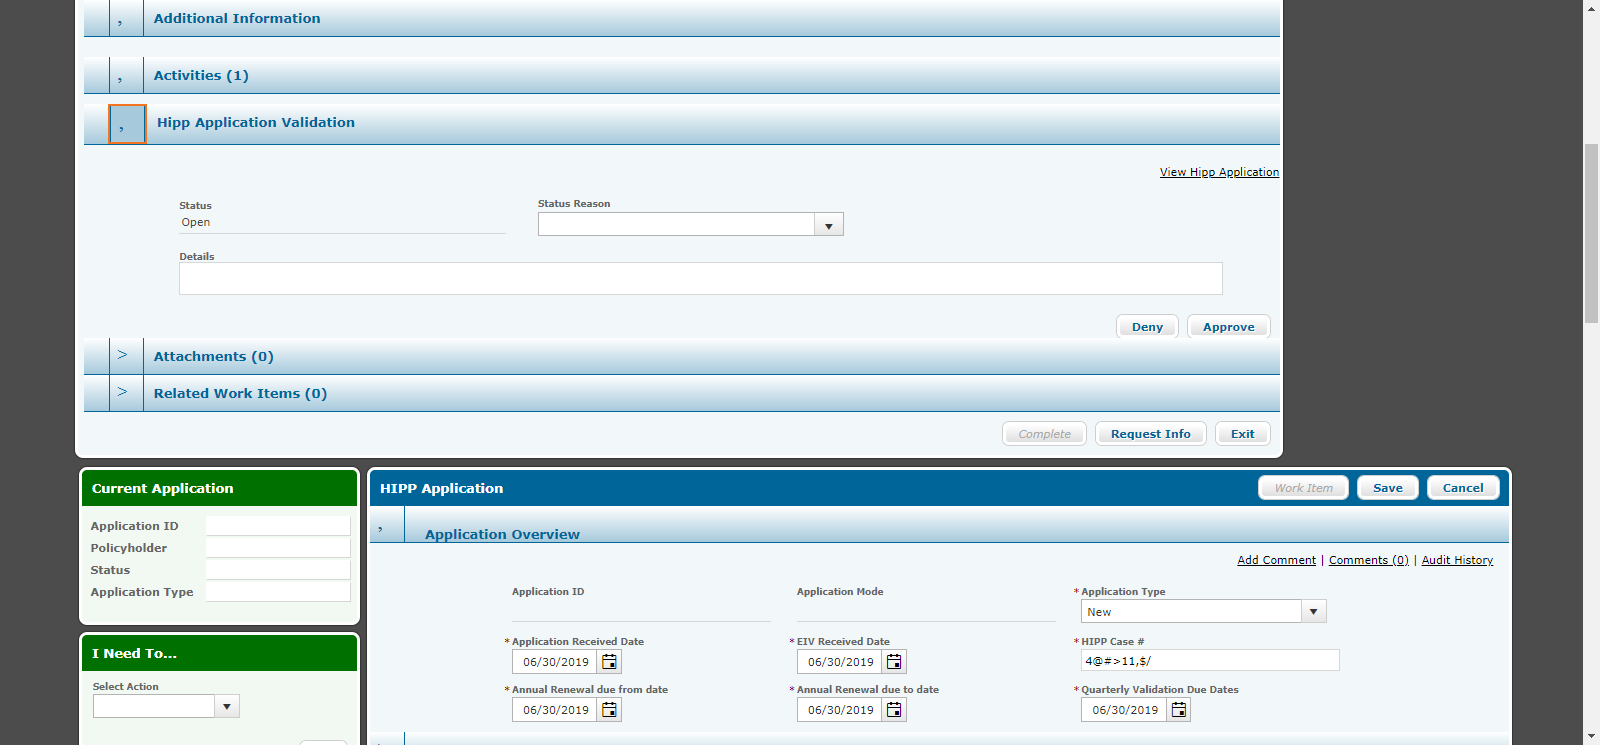 , Additional Information
, Activities (1)
, Hipp Application Validation
View Hipp Application
Status
Open
Status Reason
Details
Deny Approve
> Attachments (0)
> Related Work Items (0)
Complete Request Info Exit
Current Application
Application ID
Policyholder
Status
Application Type
I Need To...
Select Action
HIPP Application Work Item Save Cancel
, Application Overview
Add Comment | Comments (0) | Audit History
Application ID Application Mode * Application Type
New
* Application Received Date * EIV Received Date * HIPP Case #
06/30/2019 06/30/2019 4@#>11,$/
* Annual Renewal due from date * Annual Renewal due to date * Quarterly Validation Due Dates
06/30/2019 06/30/2019 06/30/2019